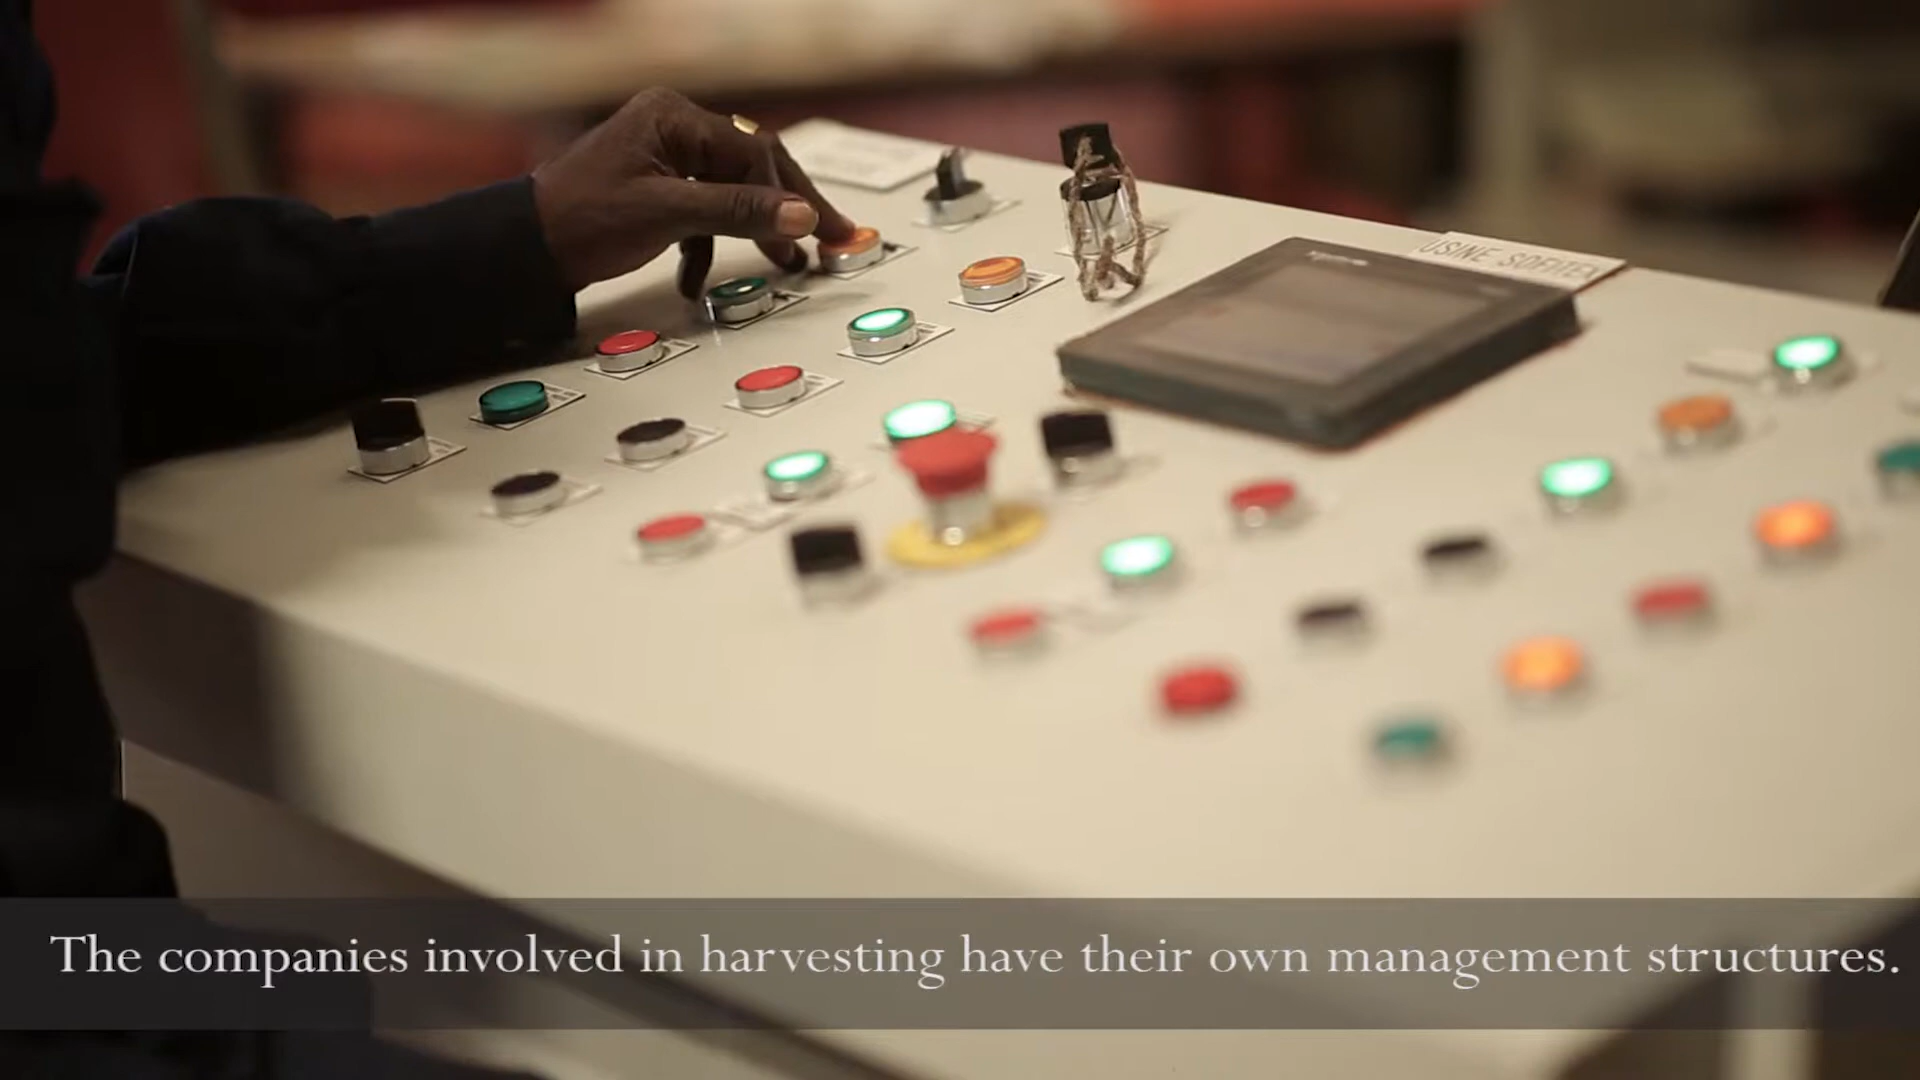 USINE SOFITEX
The companies involved in harvesting have their own management structures.